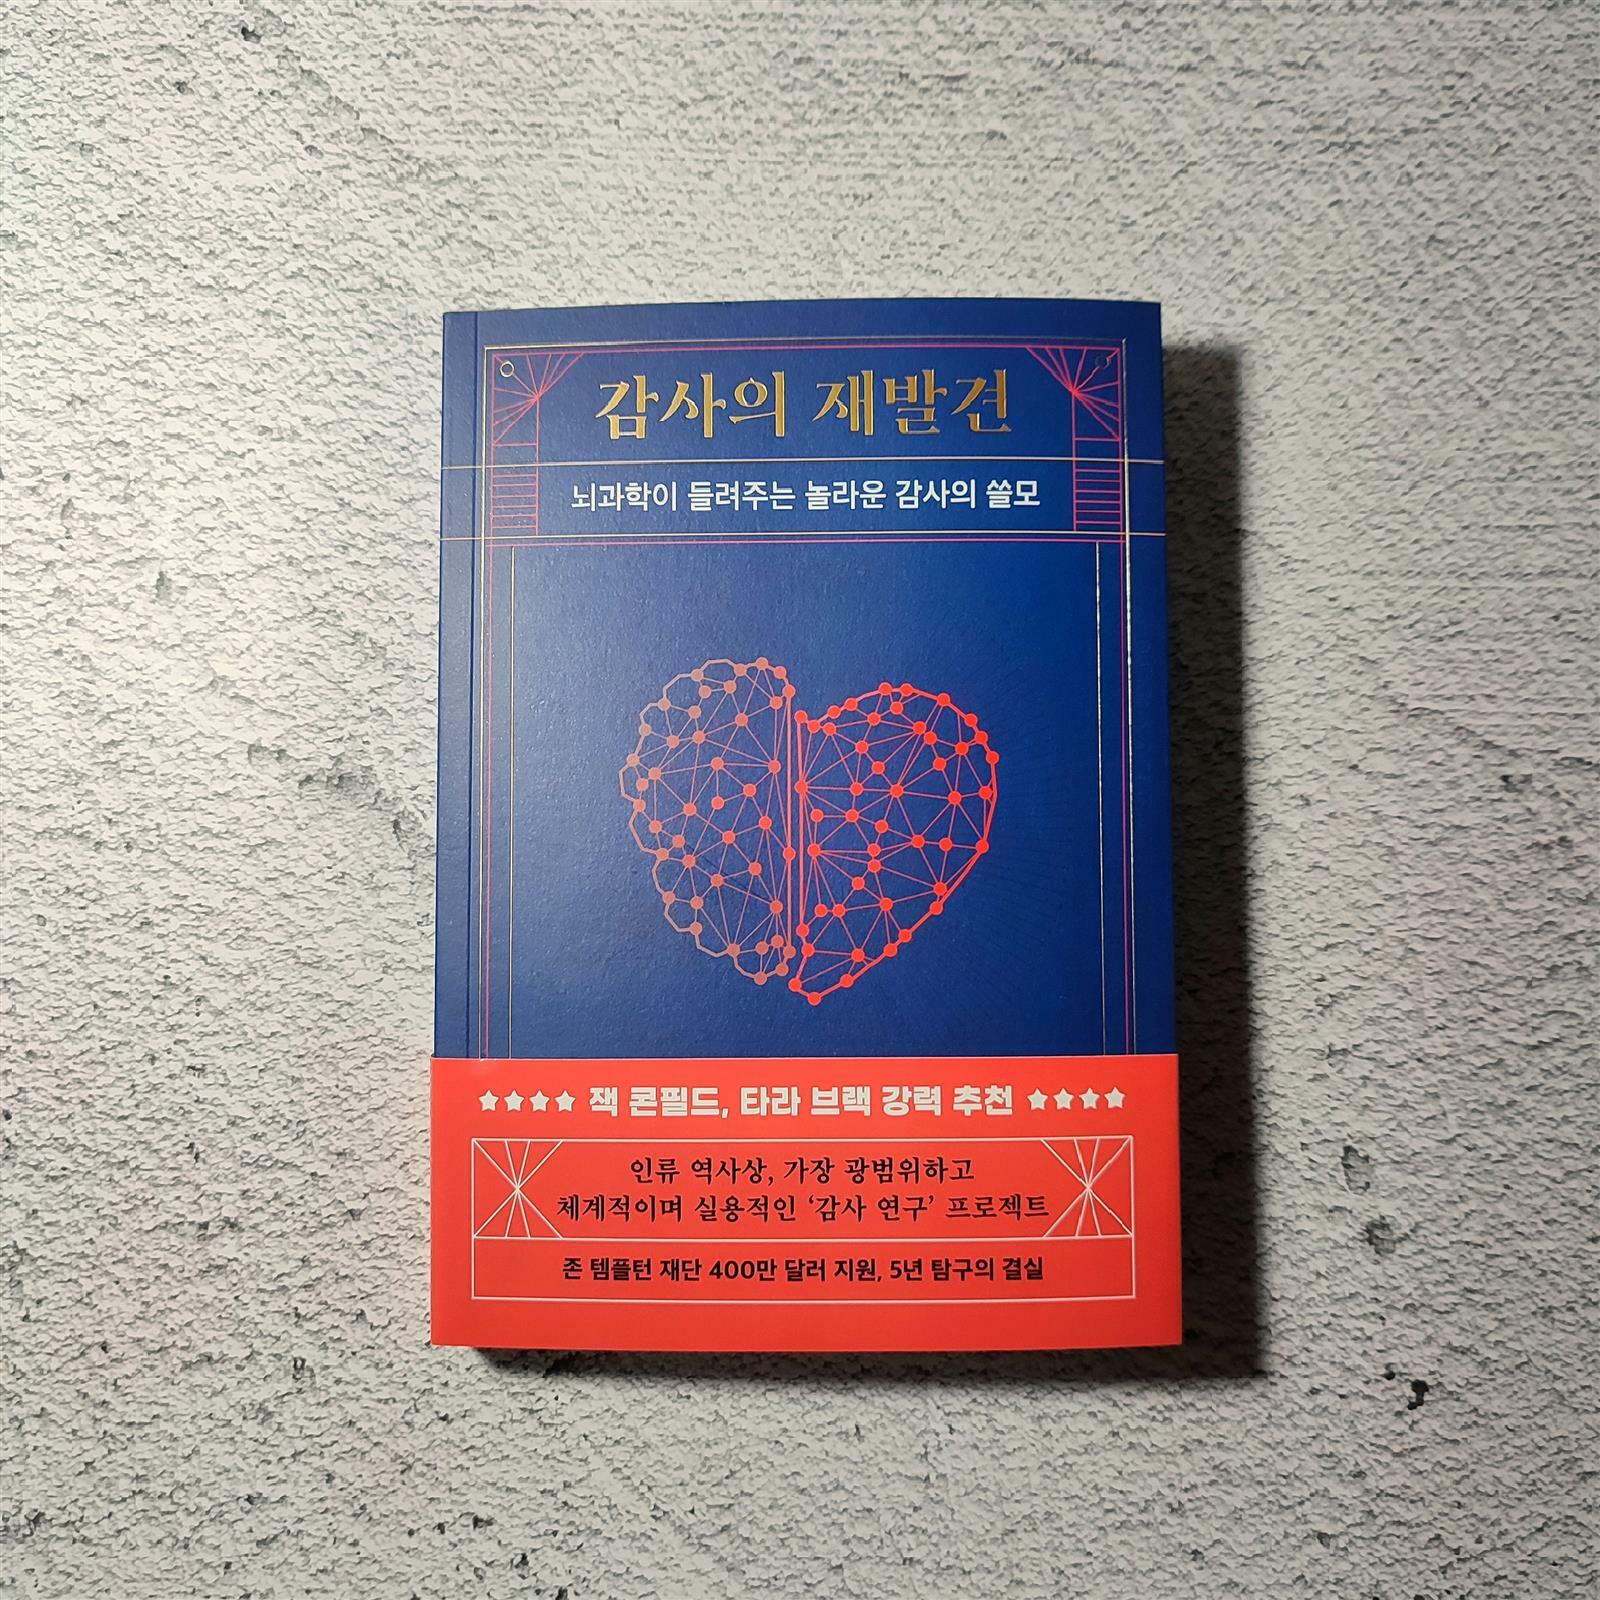 감사의 재발견
뇌과학이 들려주는 놀라운 감사의 쓸모
잭 콘필드, 타라 브랙 강력 추천
인류 역사상, 가장 광범위하고
체계적이며 실용적인 ‘감사 연구’ 프로젝트
존 템플턴 재단 400만 달러 지원, 5년 탐구의 결실